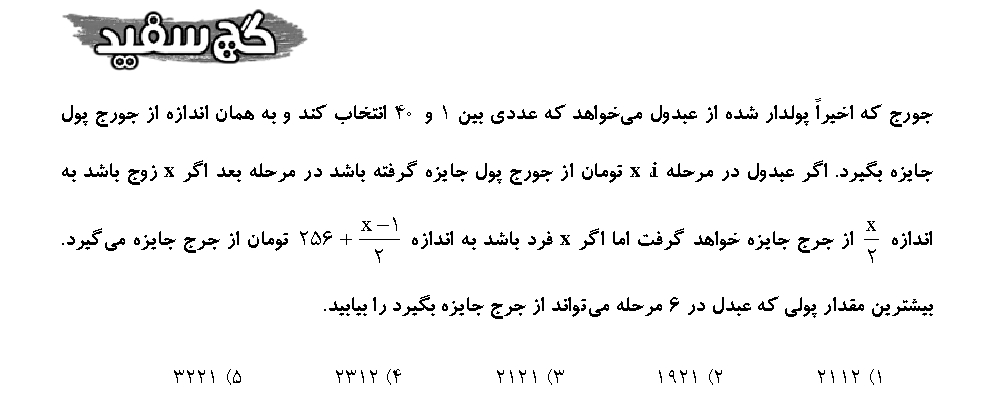 گچ سفید
جورج که اخیراً پولدار شده از عبدول می‌خواهد که عددی بین ۱ و ۴۰ انتخاب کند و به همان اندازه از جورج پول
جایزه بگیرد. اگر عبدول در مرحله i، x تومان از جورج پول جایزه گرفته باشد در مرحله بعد اگر x زوج باشد به
اندازه x/۲ از جرج جایزه خواهد گرفت اما اگر x فرد باشد به اندازه ۲۵۶ + (x − ۱)/۲ تومان از جرج جایزه می‌گیرد.
بیشترین مقدار پولی که عبدل در ۶ مرحله می‌تواند از جرج جایزه بگیرد را بیابید.
۱) ۲۱۱۲ ۲) ۱۹۲۱ ۳) ۲۱۲۱ ۴) ۲۳۱۲ ۵) ۳۲۲۱